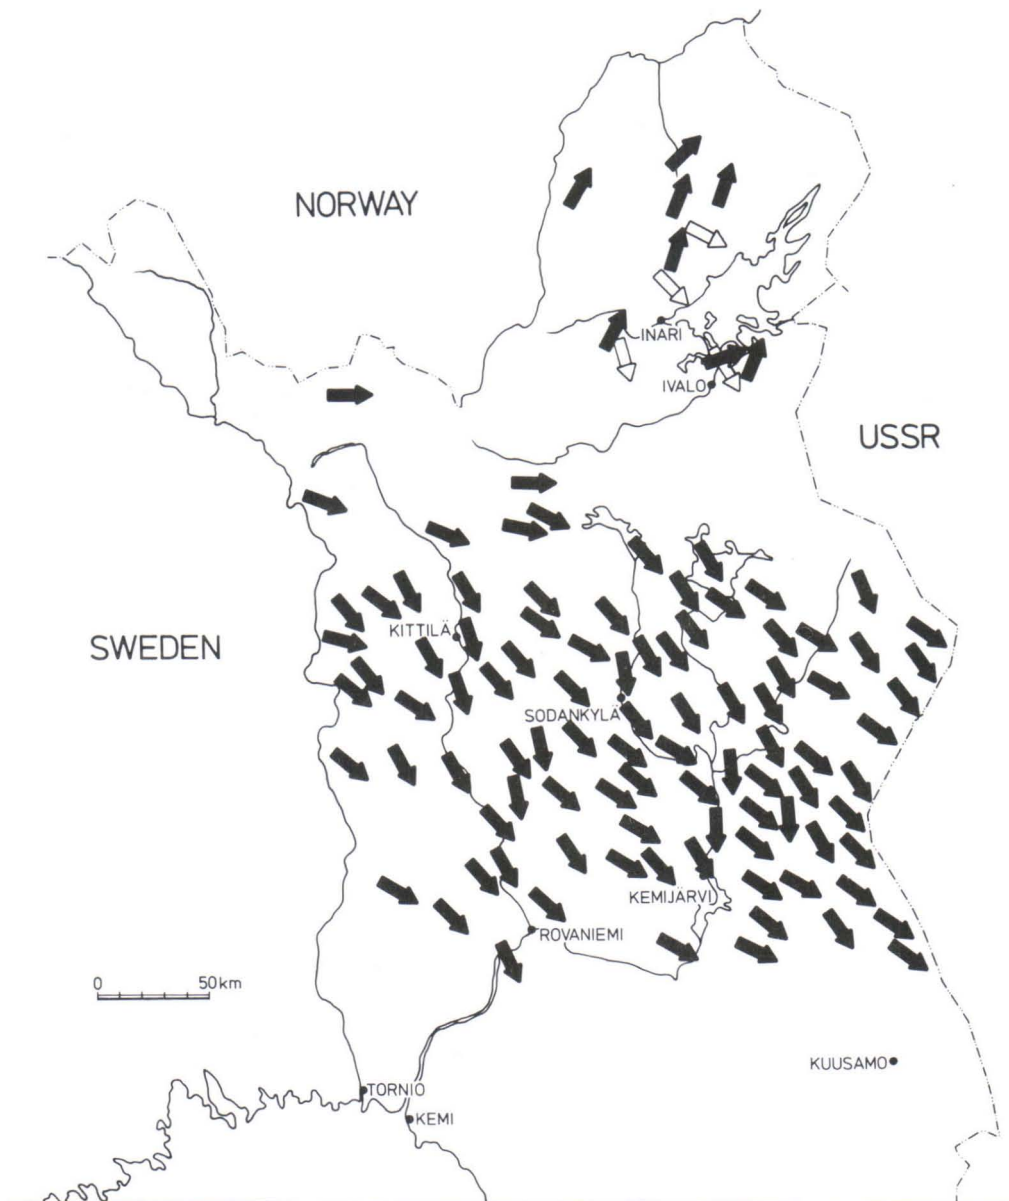 NORWAY
INARI
IVALO
USSR
SWEDEN
KITTILÄ
SODANKYLÄ
KEMIJÄRVI
ROVANIEMI
0 50km
KUUSAMO
TORNIO
KEMI